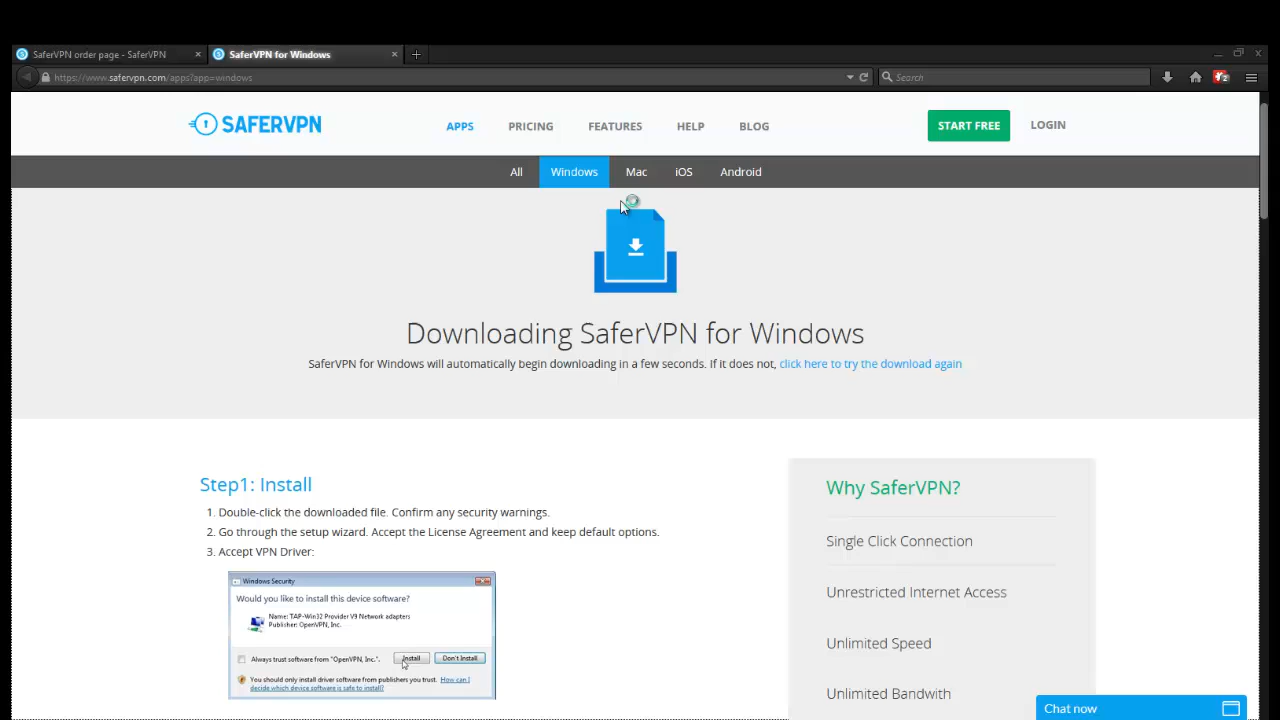 SaferVPN order page - SaferVPN
SaferVPN for Windows
https://www.safervpn.com/apps?app=windows
Search
2
SAFERVPN
APPS PRICING FEATURES HELP BLOG
START FREE LOGIN
All Windows Mac iOS Android
Downloading SaferVPN for Windows
SaferVPN for Windows will automatically begin downloading in a few seconds. If it does not, click here to try the download again
Step1: Install
1. Double-click the downloaded file. Confirm any security warnings.
2. Go through the setup wizard. Accept the License Agreement and keep default options.
3. Accept VPN Driver:
Windows Security
Would you like to install this device software?
Name: TAP-Win32 Provider V9 Network adapters
Publisher: OpenVPN, Inc.
Always trust software from "OpenVPN, Inc.".
Install Don't Install
You should only install driver software from publishers you trust. How can I
decide which device software is safe to install?
Why SaferVPN?
Single Click Connection
Unrestricted Internet Access
Unlimited Speed
Unlimited Bandwith
Chat now